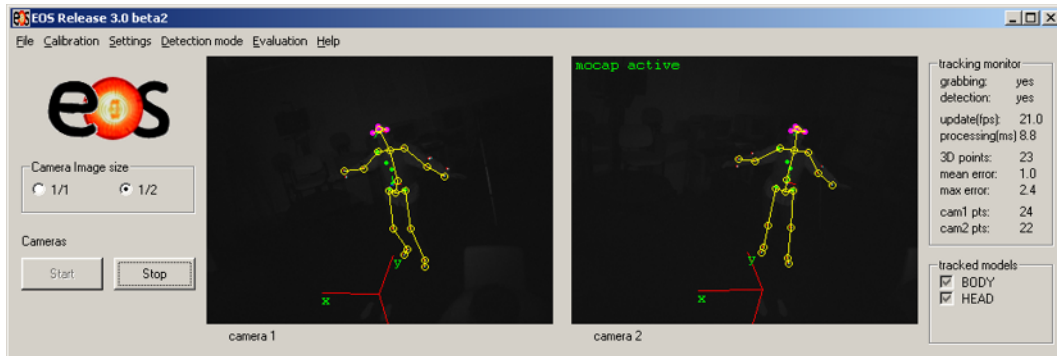 EOS Release 3.0 beta2
File Calibration Settings Detection mode Evaluation Help
eos
Camera Image size
1/1 1/2
Cameras
Start Stop
y
x
camera 1
mocap active
y
x
camera 2
tracking monitor
grabbing: yes
detection: yes
update(fps): 21.0
processing(ms) 8.8
3D points: 23
mean error: 1.0
max error: 2.4
cam1 pts: 24
cam2 pts: 22
tracked models
BODY
HEAD